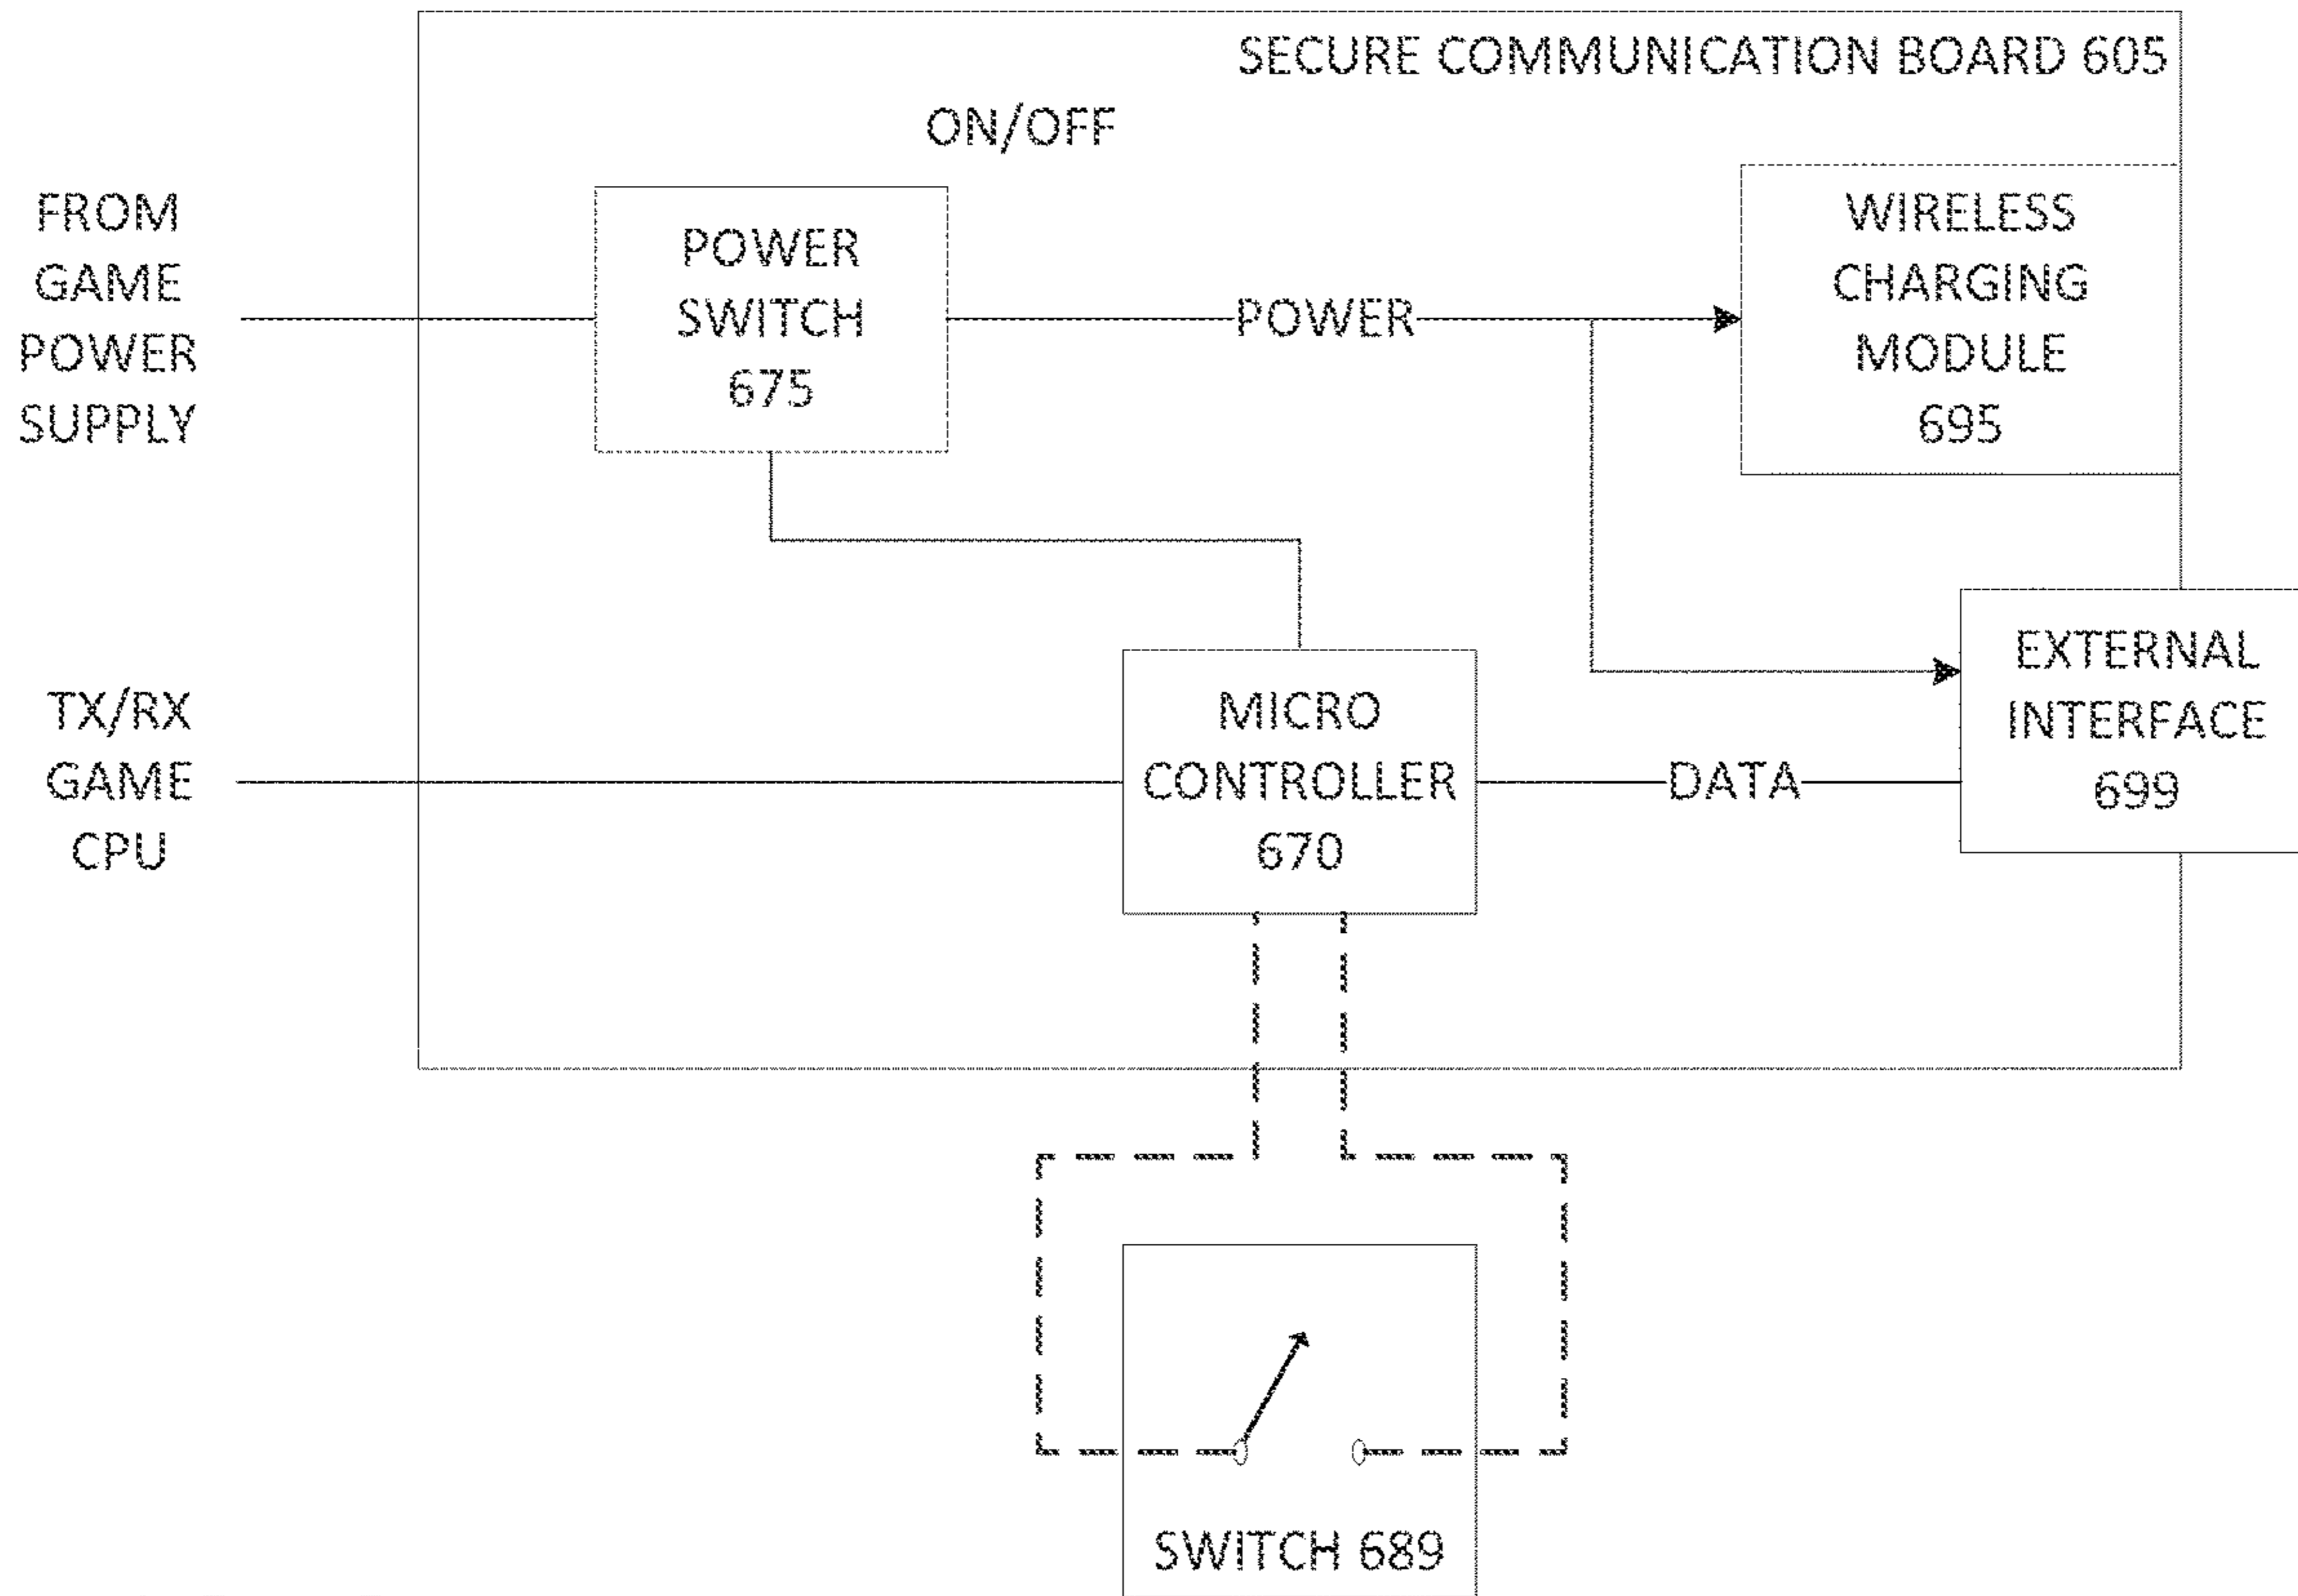 SECURE COMMUNICATION BOARD 605
ON/OFF
FROM
GAME
POWER
SUPPLY
POWER
SWITCH
675
POWER
WIRELESS
CHARGING
MODULE
695
TX/RX
GAME
CPU
MICRO
CONTROLLER
670
DATA
EXTERNAL
INTERFACE
699
SWITCH 689